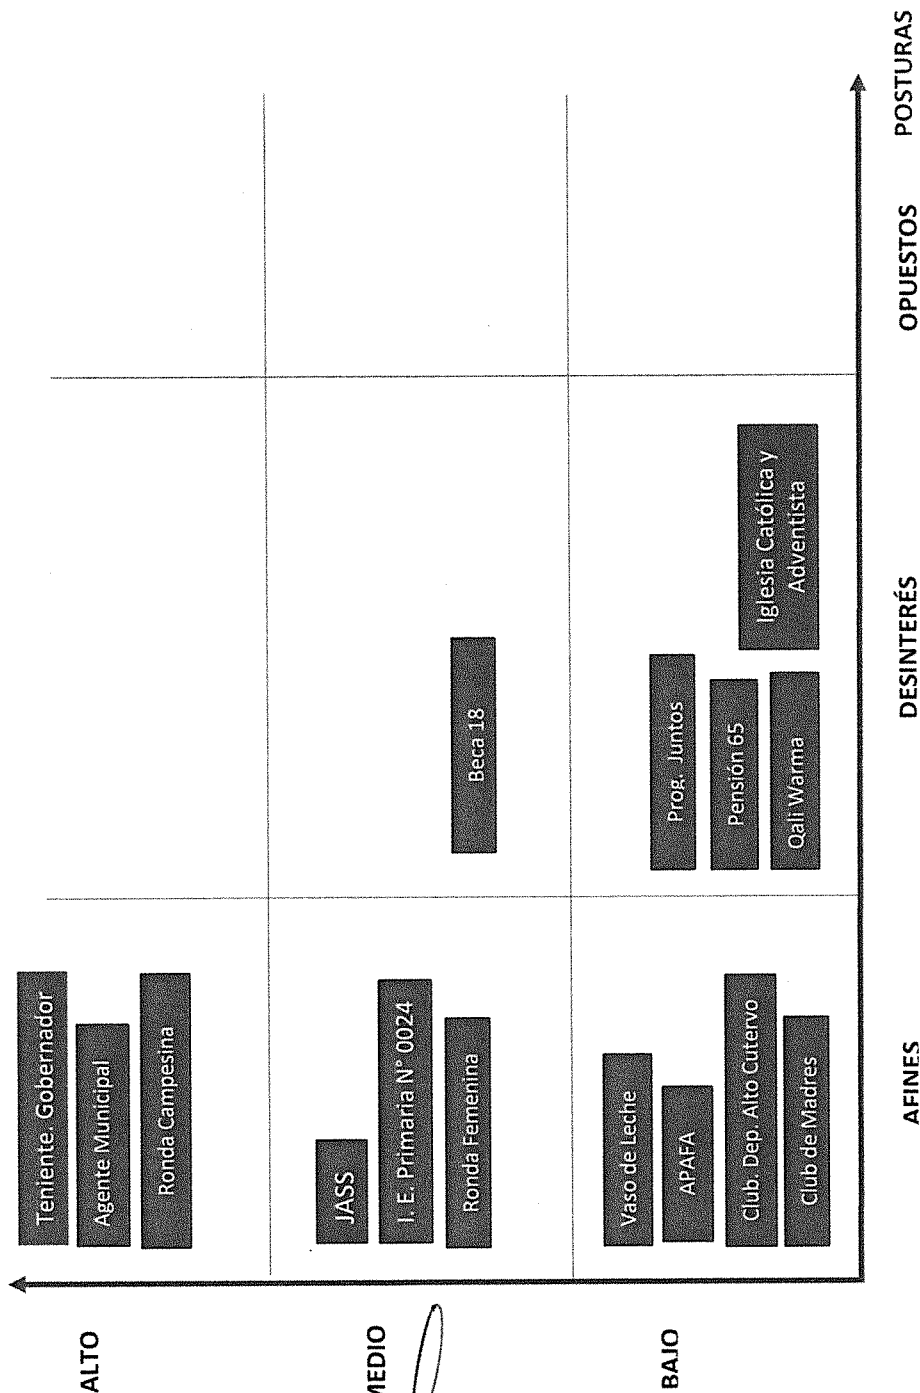 ALTO
Teniente. Gobernador
Agente Municipal
Ronda Campesina
MEDIO
JASS
I. E. Primaria N° 0024
Ronda Femenina
Beca 18
BAJO
Vaso de Leche
APAFA
Club. Dep. Alto Cutervo
Club de Madres
Prog. Juntos
Pensión 65
Qali Warma
Iglesia Católica y
Adventista
AFINES
DESINTERÉS
OPUESTOS
POSTURAS